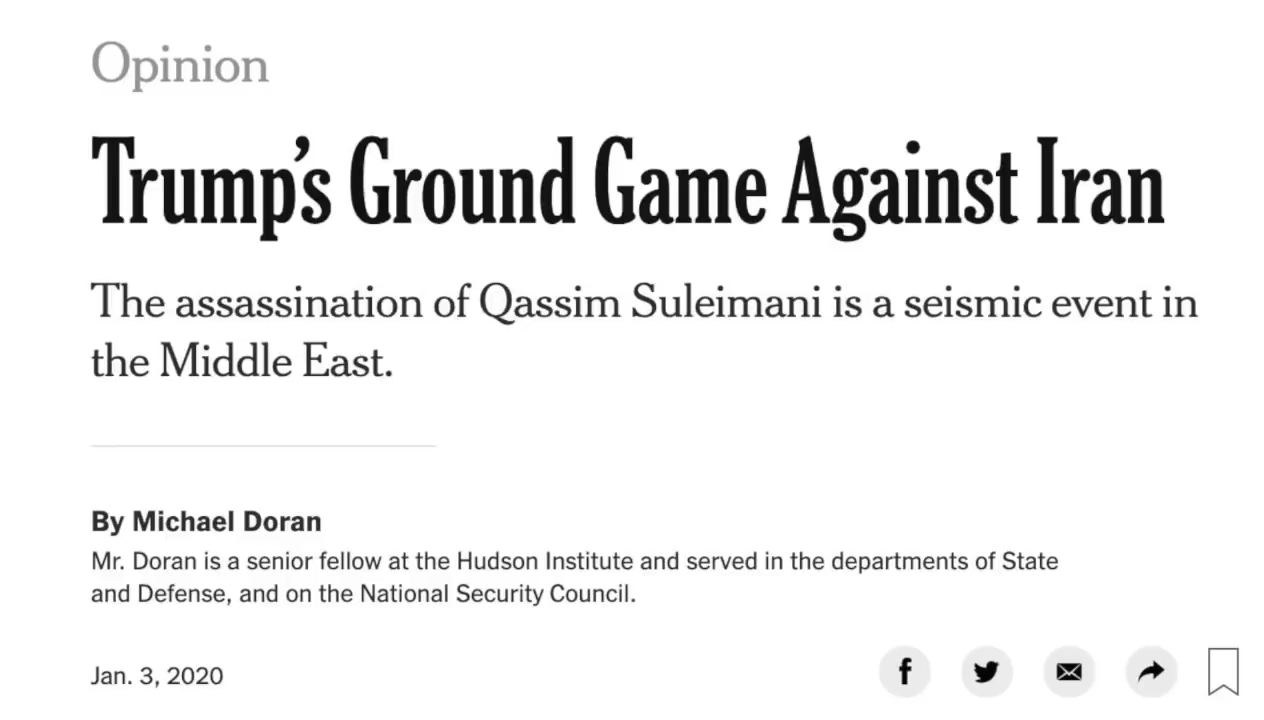 Opinion
Trump’s Ground Game Against Iran
The assassination of Qassim Suleimani is a seismic event in
the Middle East.
By Michael Doran
Mr. Doran is a senior fellow at the Hudson Institute and served in the departments of State
and Defense, and on the National Security Council.
Jan. 3, 2020